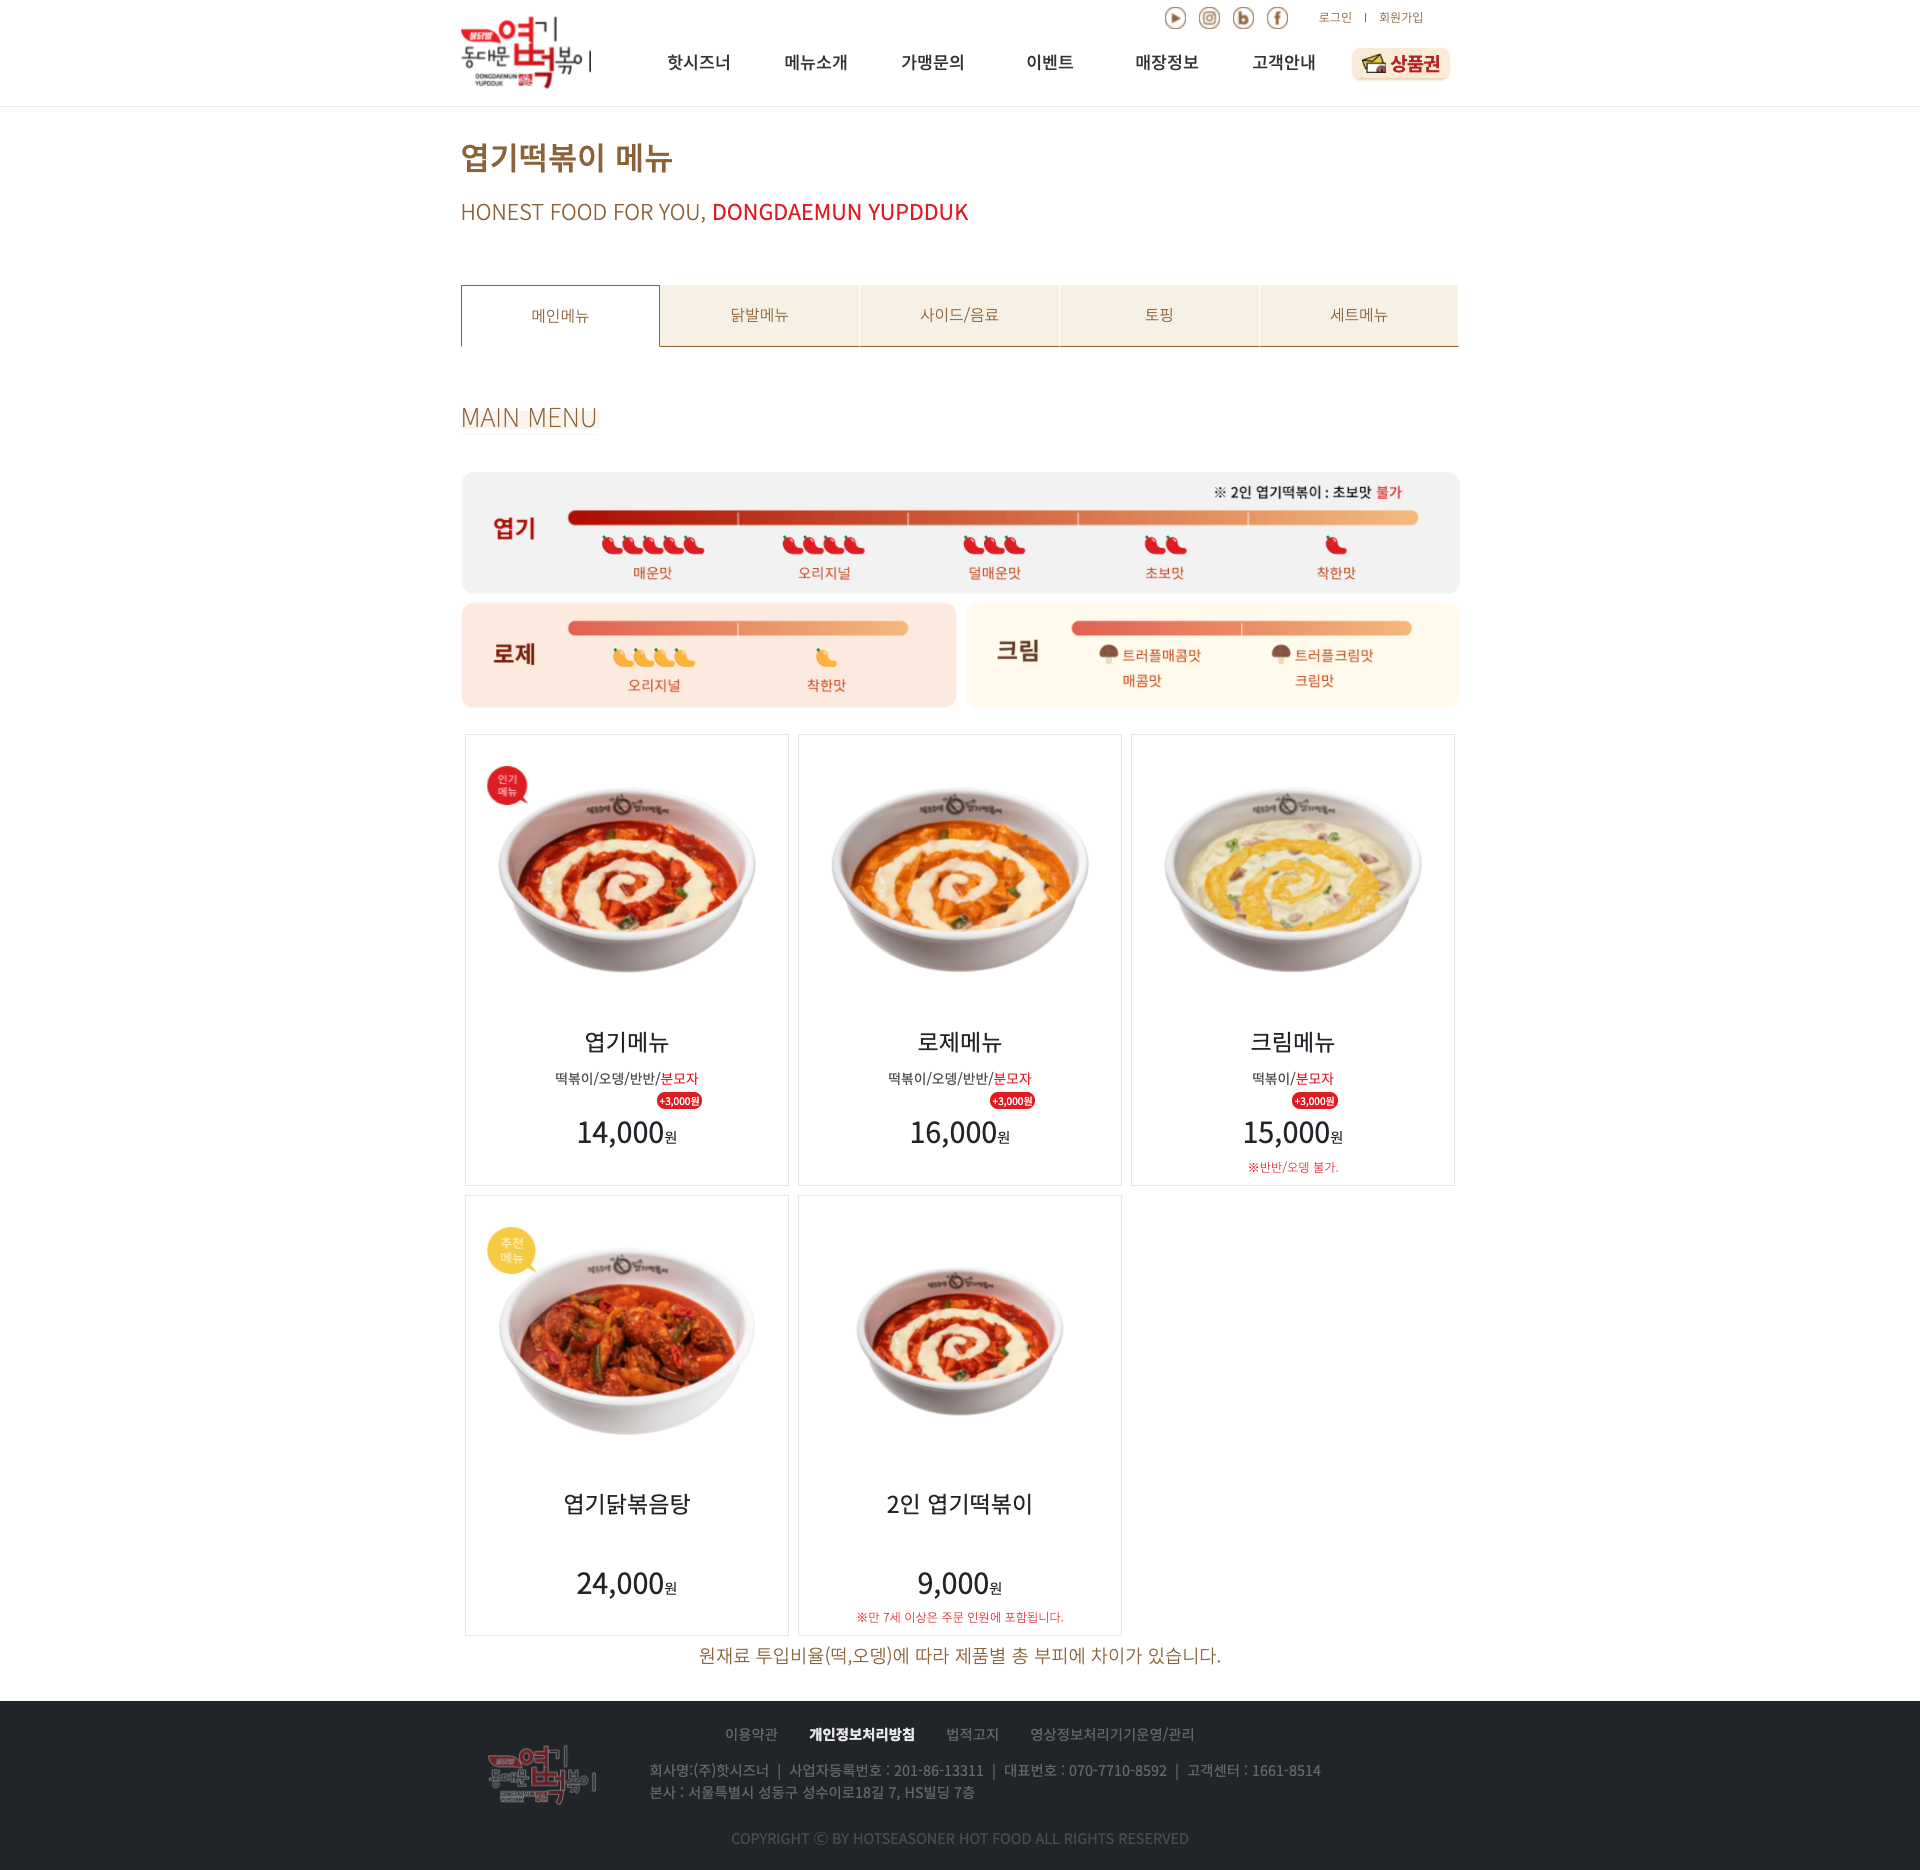 로그인 | 회원가입
불닭발 엽기
동대문 떡볶이
DONGDAEMUN
YUPDDUK
핫시즈너 메뉴소개 가맹문의 이벤트 매장정보 고객안내 상품권
엽기떡볶이 메뉴
HONEST FOOD FOR YOU, DONGDAEMUN YUPDDUK
메인메뉴 닭발메뉴 사이드/음료 토핑 세트메뉴
MAIN MENU
※ 2인 엽기떡볶이 : 초보맛 불가
엽기
매운맛 오리지널 덜매운맛 초보맛 착한맛
로제
오리지널 착한맛
크림
트러플매콤맛 트러플크림맛
매콤맛 크림맛
인기
메뉴
엽기메뉴
떡볶이/오뎅/반반/분모자
+3,000원
14,000원
로제메뉴
떡볶이/오뎅/반반/분모자
+3,000원
16,000원
크림메뉴
떡볶이/분모자
+3,000원
15,000원
※반반/오뎅 불가.
추천
메뉴
엽기닭볶음탕
24,000원
2인 엽기떡볶이
9,000원
※만 7세 이상은 주문 인원에 포함됩니다.
원재료 투입비율(떡,오뎅)에 따라 제품별 총 부피에 차이가 있습니다.
이용약관 개인정보처리방침 법적고지 영상정보처리기기운영/관리
회사명:(주)핫시즈너 | 사업자등록번호 : 201-86-13311 | 대표번호 : 070-7710-8592 | 고객센터 : 1661-8514
본사 : 서울특별시 성동구 성수이로18길 7, HS빌딩 7층
COPYRIGHT ⓒ BY HOTSEASONER HOT FOOD ALL RIGHTS RESERVED